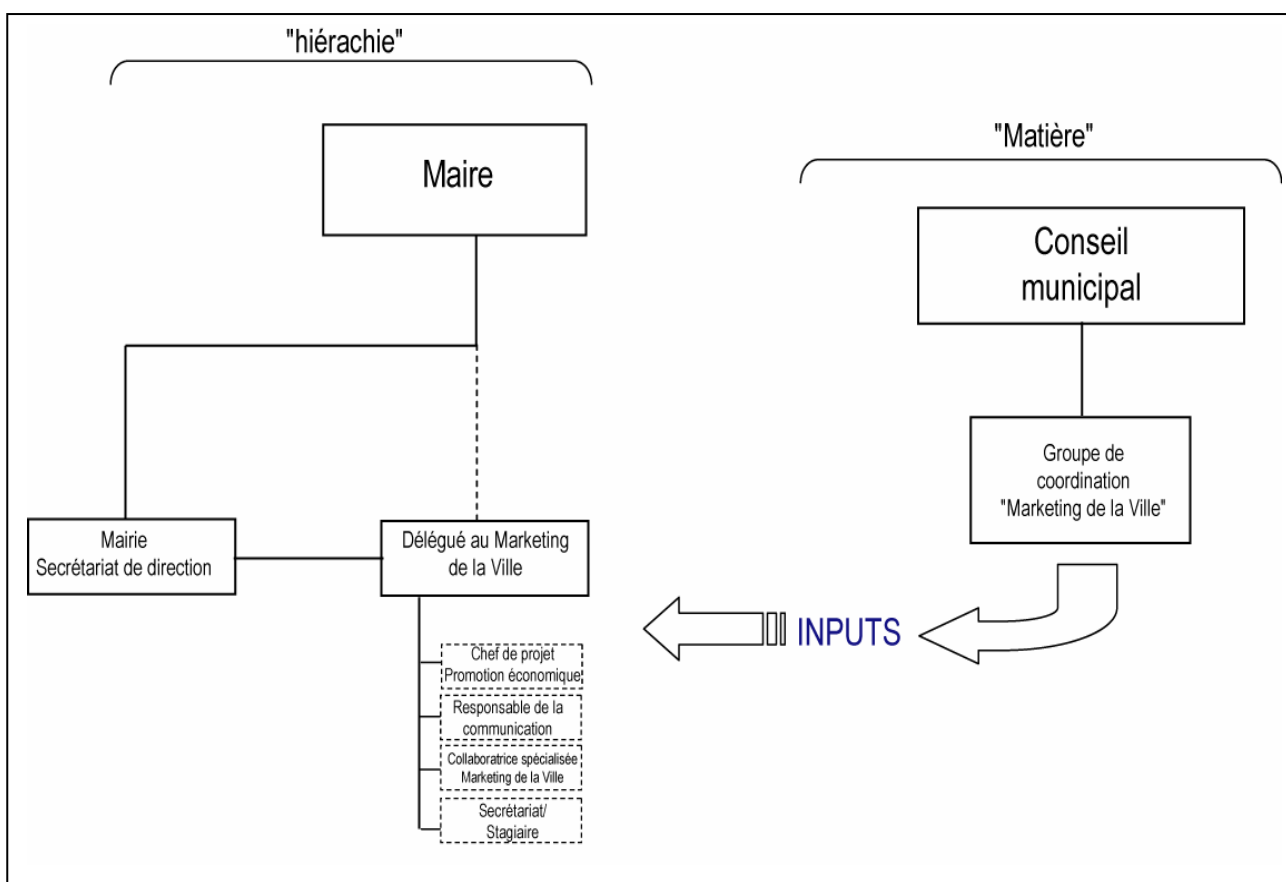 "hiérachie"
Maire
Mairie
Secrétariat de direction
Délégué au Marketing
de la Ville
Chef de projet
Promotion économique
Responsable de la
communication
Collaboratrice spécialisée
Marketing de la Ville
Secrétariat/
Stagiaire
"Matière"
Conseil
municipal
Groupe de
coordination
"Marketing de la Ville"
INPUTS